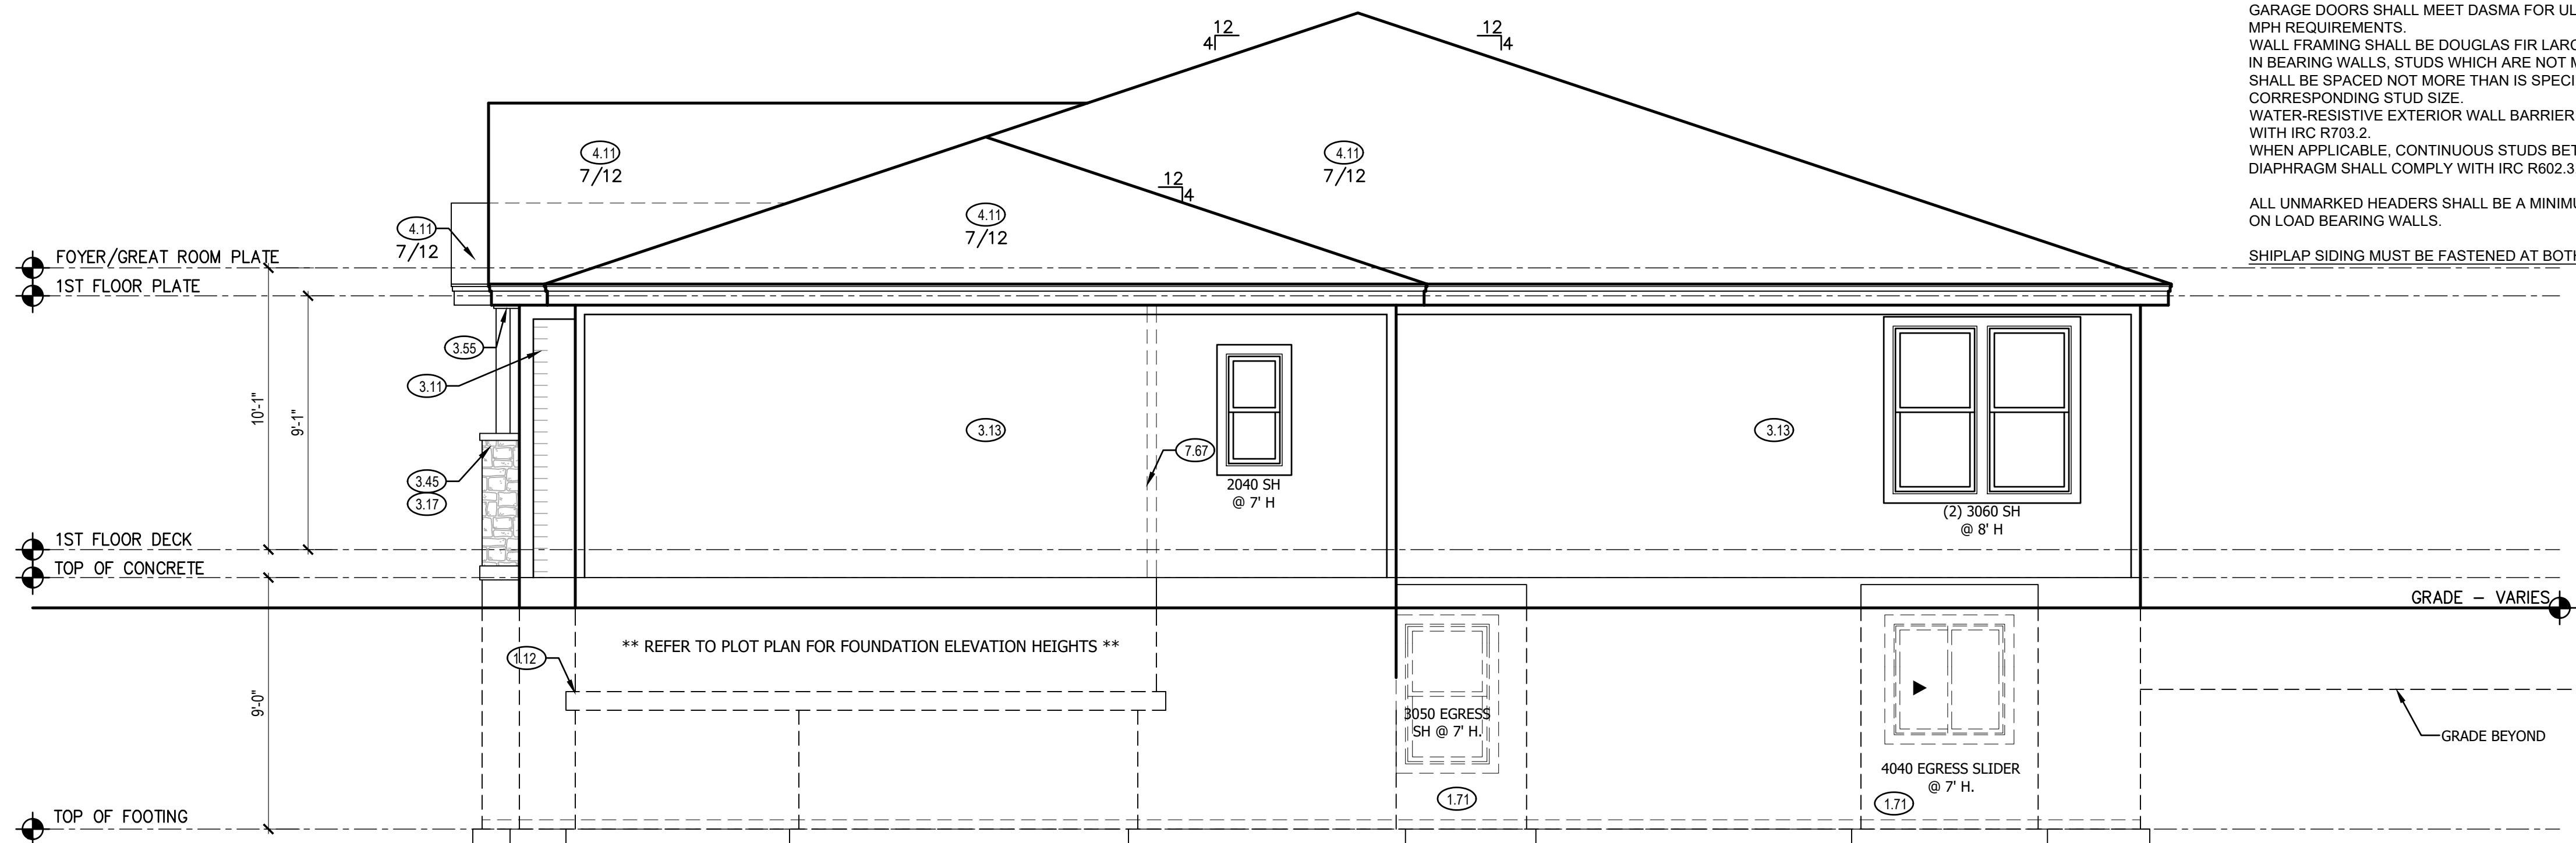 GARAGE DOORS SHALL MEET DASMA FOR
MPH REQUIREMENTS.
WALL FRAMING SHALL BE DOUGLAS FIR
IN BEARING WALLS, STUDS WHICH ARE NOT
SHALL BE SPACED NOT MORE THAN IS
CORRESPONDING STUD SIZE.
WATER-RESISTIVE EXTERIOR WALL BARRIER
WITH IRC R703.2.
WHEN APPLICABLE, CONTINUOUS STUDS
DIAPHRAGM SHALL COMPLY WITH IRC R602.3
ALL UNMARKED HEADERS SHALL BE A
ON LOAD BEARING WALLS.
SHIPLAP SIDING MUST BE FASTENED AT
12
4
12
4
12
4
4.11
7/12
4.11
7/12
4.11
7/12
4.11
7/12
FOYER/GREAT ROOM PLATE
1ST FLOOR PLATE
3.55
3.11
10'-1"
9'-1"
3.13
3.13
7.67
3.45
3.17
2040 SH
@ 7' H
(2) 3060 SH
@ 8' H
1ST FLOOR DECK
TOP OF CONCRETE
GRADE - VARIES
** REFER TO PLOT PLAN FOR FOUNDATION ELEVATION HEIGHTS **
1.12
9'-0"
3050 EGRESS
SH @ 7' H.
1.71
4040 EGRESS SLIDER
@ 7' H.
1.71
GRADE BEYOND
TOP OF FOOTING